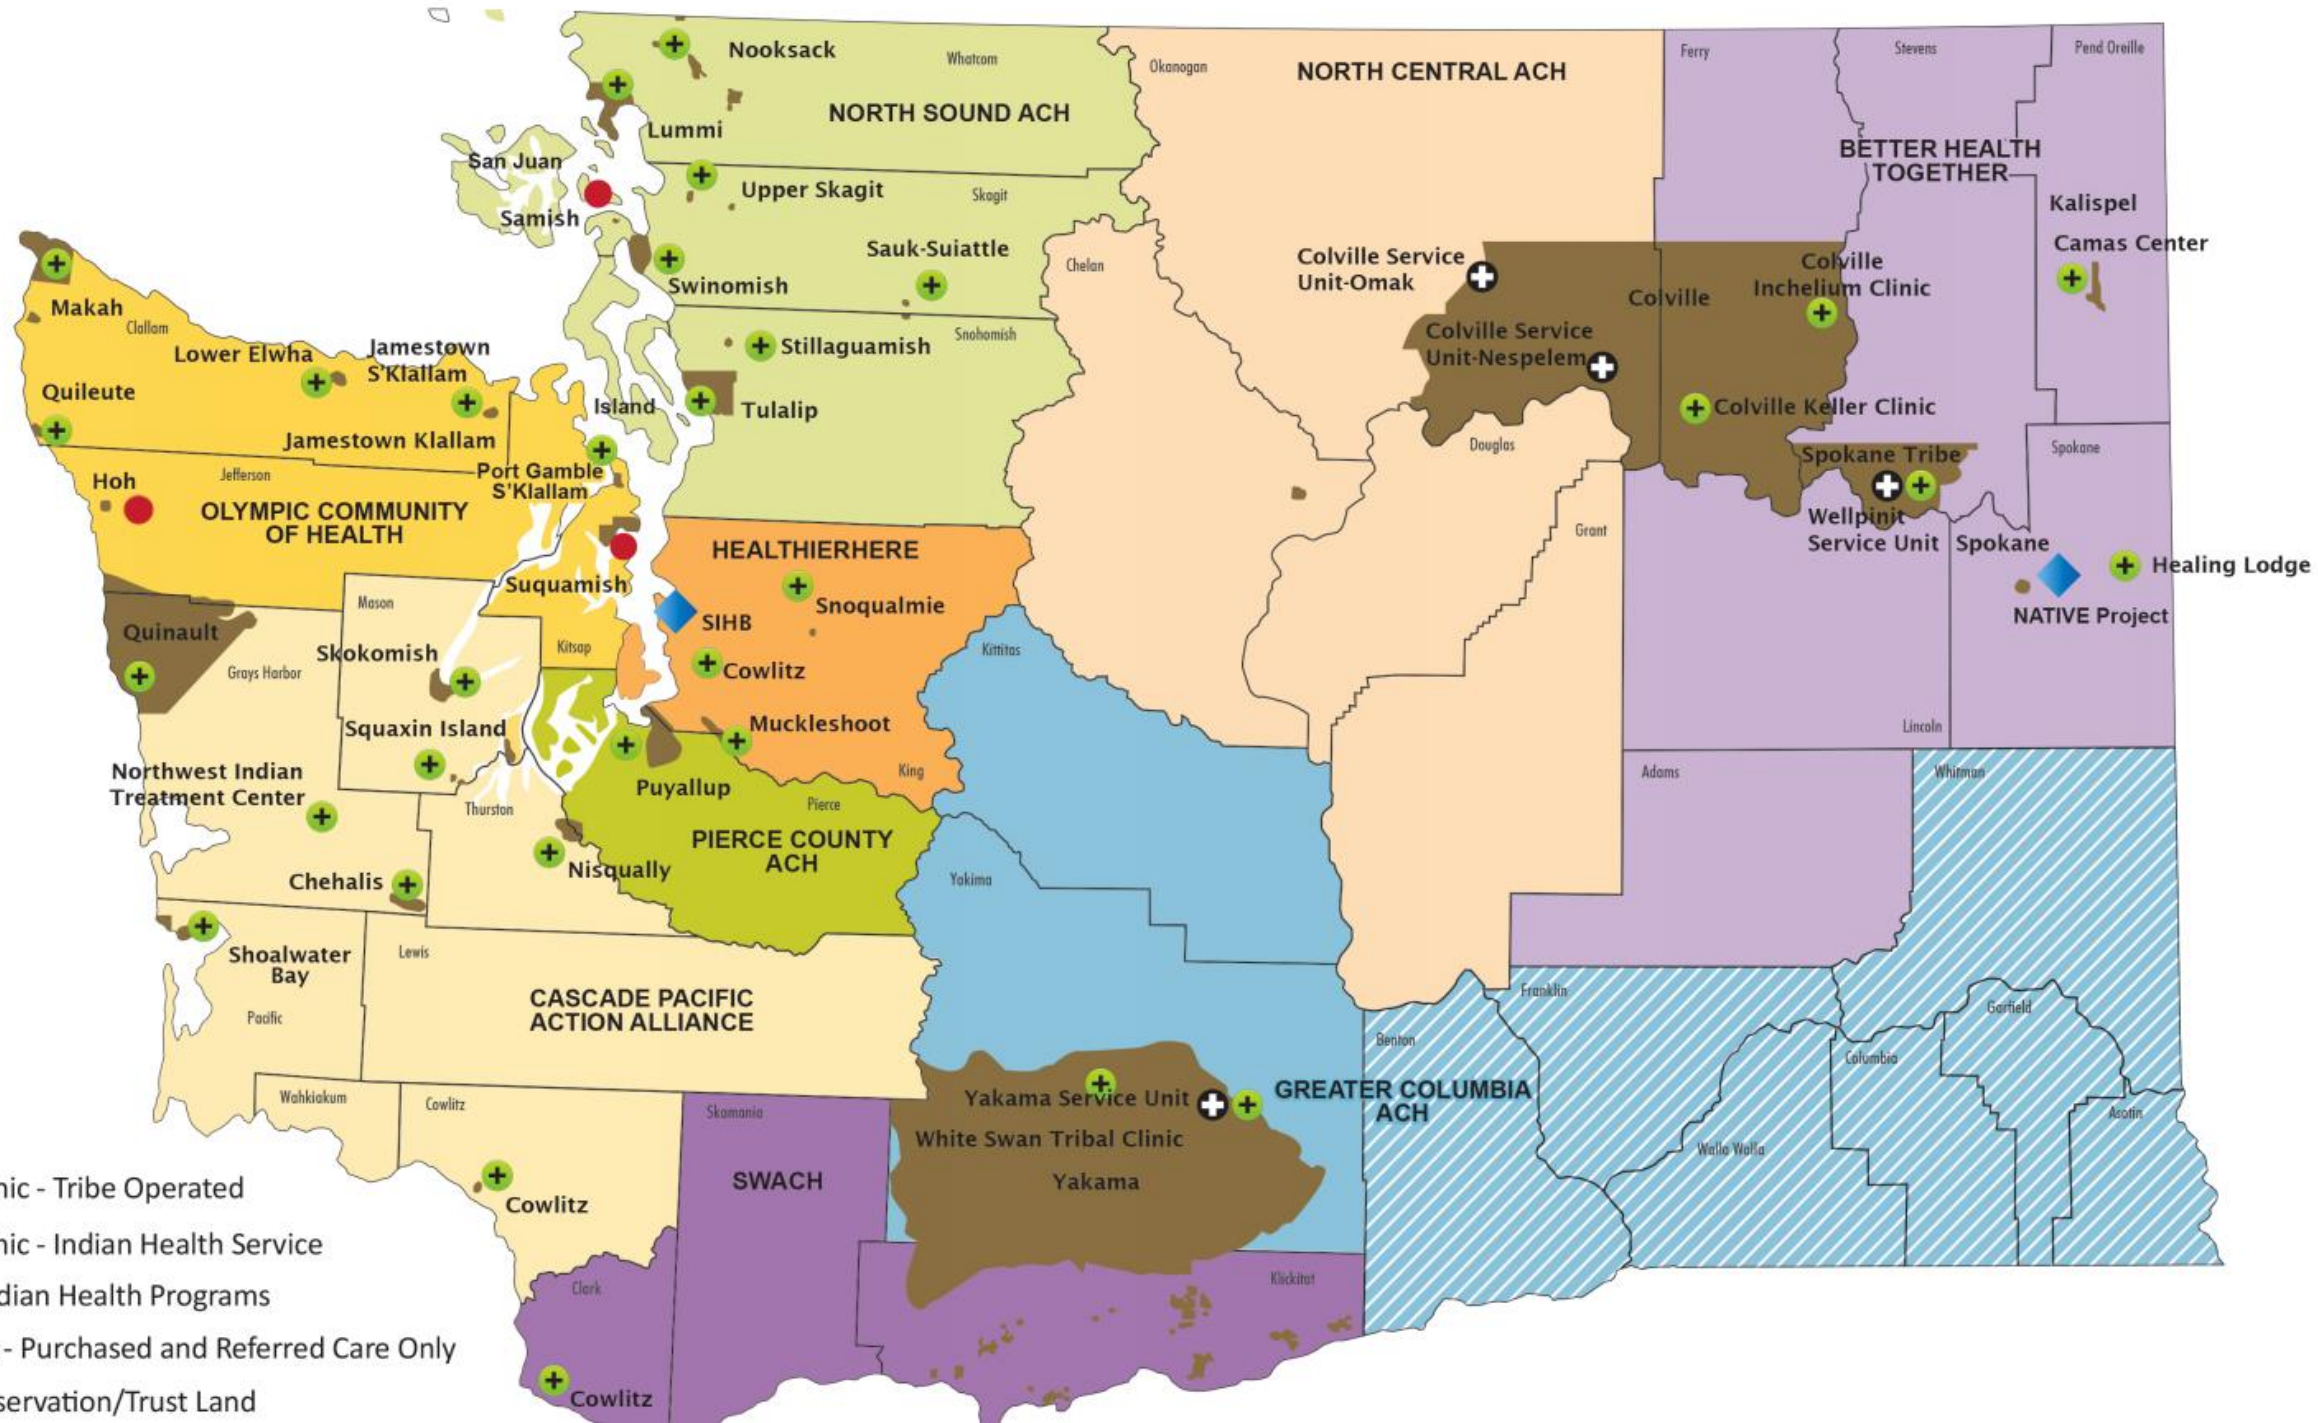 Nooksack
Whatcom
NORTH SOUND ACH
Lummi
San Juan
Samish
Upper Skagit
Skagit
Sauk-Suiattle
Swinomish
Stillaguamish
Snohomish
Tulalip
Island
Okanogan
NORTH CENTRAL ACH
Chelan
Colville Service
Unit-Omak
Colville Service
Unit-Nespelem
Colville
Douglas
Grant
Ferry
Stevens
Pend Oreille
BETTER HEALTH
TOGETHER
Kalispel
Camas Center
Colville
Inchelium Clinic
Colville Keller Clinic
Spokane Tribe
Wellpinit
Service Unit
Spokane
Spokane
Healing Lodge
NATIVE Project
Lincoln
Adams
Whitman
Makah
Clallam
Lower Elwha
Jamestown
S'Klallam
Quileute
Jamestown Klallam
Hoh
Jefferson
Port Gamble
S'Klallam
OLYMPIC COMMUNITY
OF HEALTH
Suquamish
Kitsap
HEALTHIERHERE
Snoqualmie
SIHB
Cowlitz
Muckleshoot
King
Quinault
Mason
Skokomish
Grays Harbor
Squaxin Island
Northwest Indian
Treatment Center
Thurston
Chehalis
Nisqually
Puyallup
Pierce
PIERCE COUNTY
ACH
Kittitas
Yakima
Shoalwater
Bay
Pacific
Lewis
CASCADE PACIFIC
ACTION ALLIANCE
Wahkiakum
Cowlitz
Cowlitz
Skamania
SWACH
Clark
Cowlitz
Klickitat
Yakama Service Unit
White Swan Tribal Clinic
Yakama
GREATER COLUMBIA
ACH
Benton
Franklin
Walla Walla
Columbia
Garfield
Asotin
nic - Tribe Operated
nic - Indian Health Service
dian Health Programs
- Purchased and Referred Care Only
servation/Trust Land